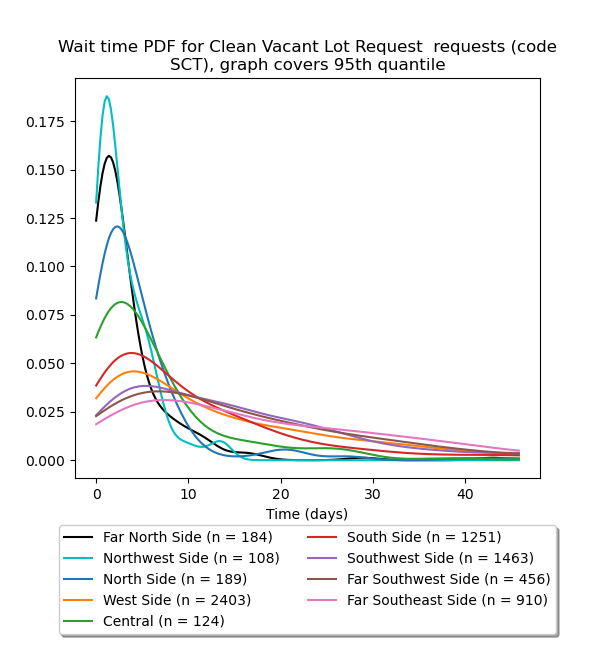 Wait time PDF for Clean Vacant Lot Request  requests (code
SCT), graph covers 95th quantile
0.175
0.150
0.125
0.100
0.075
0.050
0.025
0.000
0 10 20 30 40
Time (days)
Far North Side (n = 184)
Northwest Side (n = 108)
North Side (n = 189)
West Side (n = 2403)
Central (n = 124)
South Side (n = 1251)
Southwest Side (n = 1463)
Far Southwest Side (n = 456)
Far Southeast Side (n = 910)